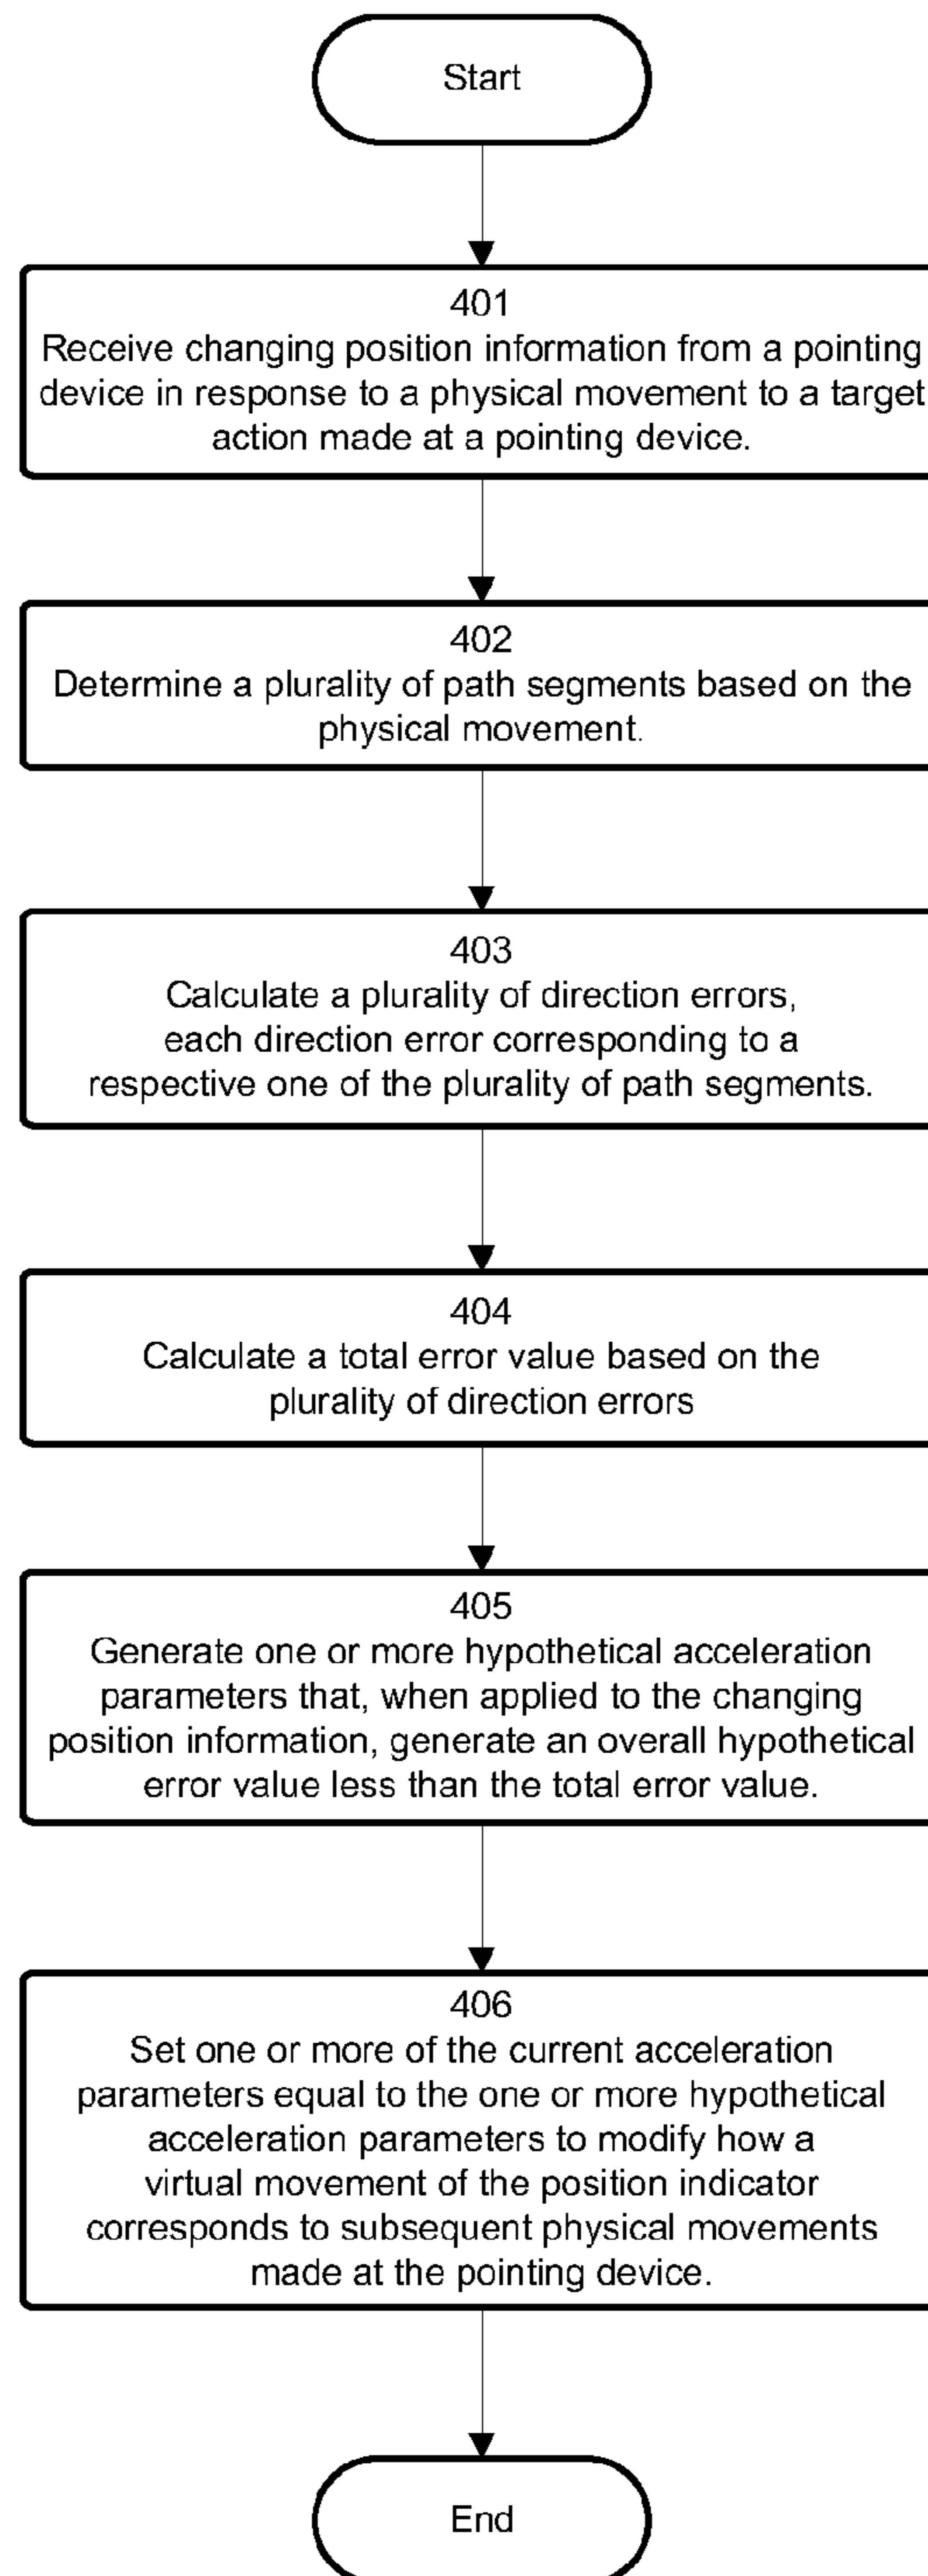 Start
401
Receive changing position information from a pointing
device in response to a physical movement to a target
action made at a pointing device.
402
Determine a plurality of path segments based on the
physical movement.
403
Calculate a plurality of direction errors,
each direction error corresponding to a
respective one of the plurality of path segments.
404
Calculate a total error value based on the
plurality of direction errors
405
Generate one or more hypothetical acceleration
parameters that, when applied to the changing
position information, generate an overall hypothetical
error value less than the total error value.
406
Set one or more of the current acceleration
parameters equal to the one or more hypothetical
acceleration parameters to modify how a
virtual movement of the position indicator
corresponds to subsequent physical movements
made at the pointing device.
End